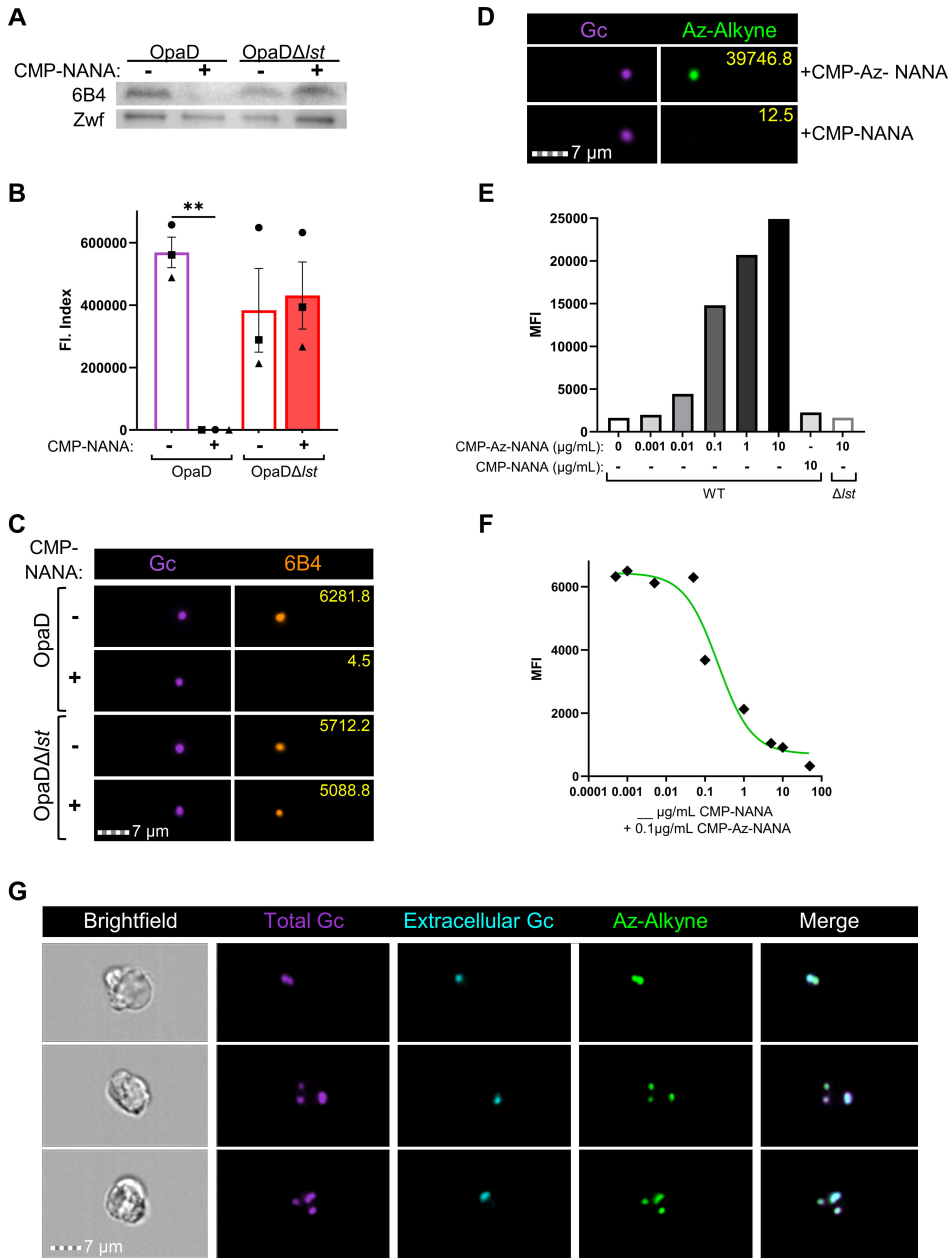 A
OpaD OpaDΔlst
CMP-NANA: - + - +
6B4
Zwf
B
**
Fl. Index
600000
400000
200000
0
CMP-NANA: - + - +
OpaD OpaDΔlst
C
CMP-
NANA:
Gc 6B4
OpaD
- 6281.8
+ 4.5
OpaDΔlst
- 5712.2
+ 5088.8
7 µm
D
Gc Az-Alkyne
39746.8 +CMP-Az- NANA
12.5 +CMP-NANA
7 µm
E
MFI
25000
20000
15000
10000
5000
0
CMP-Az-NANA (µg/mL): 0 0.001 0.01 0.1 1 10 - 10
CMP-NANA (µg/mL): - - - - - - 10 -
WT Δlst
F
MFI
6000
4000
2000
0
0.0001 0.001 0.01 0.1 1 10 100
__ µg/mL CMP-NANA
+ 0.1µg/mL CMP-Az-NANA
G
Brightfield Total Gc Extracellular Gc Az-Alkyne Merge
7 µm